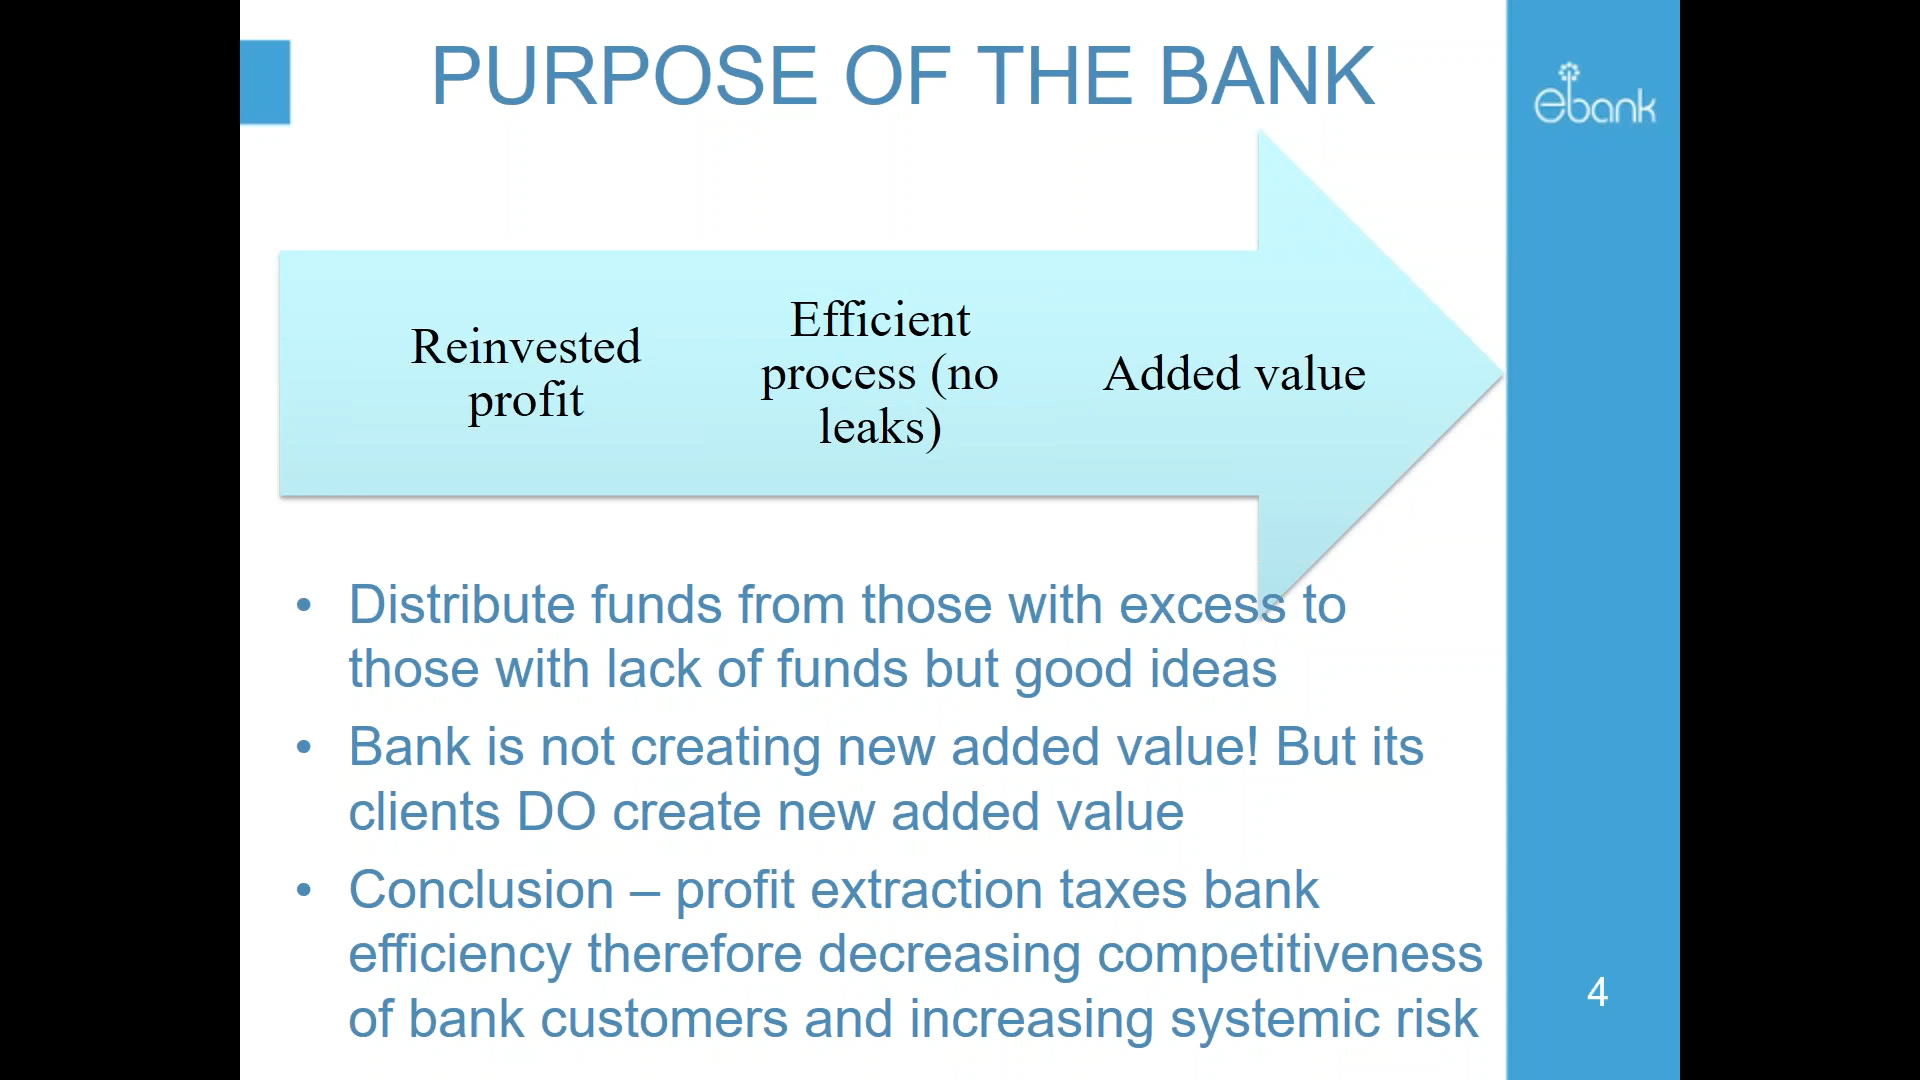 PURPOSE OF THE BANK
ebank
Reinvested
profit
Efficient
process (no
leaks)
Added value
• Distribute funds from those with excess to
those with lack of funds but good ideas
• Bank is not creating new added value! But its
clients DO create new added value
• Conclusion – profit extraction taxes bank
efficiency therefore decreasing competitiveness
of bank customers and increasing systemic risk
4